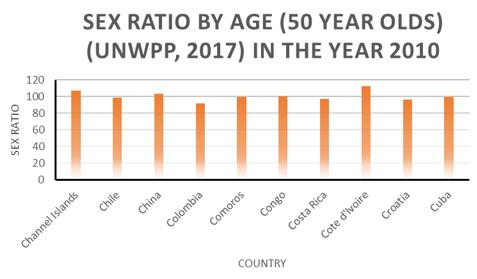 SEX RATIO BY AGE (50 YEAR OLDS)
(UNWPP, 2017) IN THE YEAR 2010
120
100
80
60
40
20
0
SEX RATIO
Channel Islands
Chile
China
Colombia
Comoros
Congo
Costa Rica
Cote d'Ivoire
Croatia
Cuba
COUNTRY